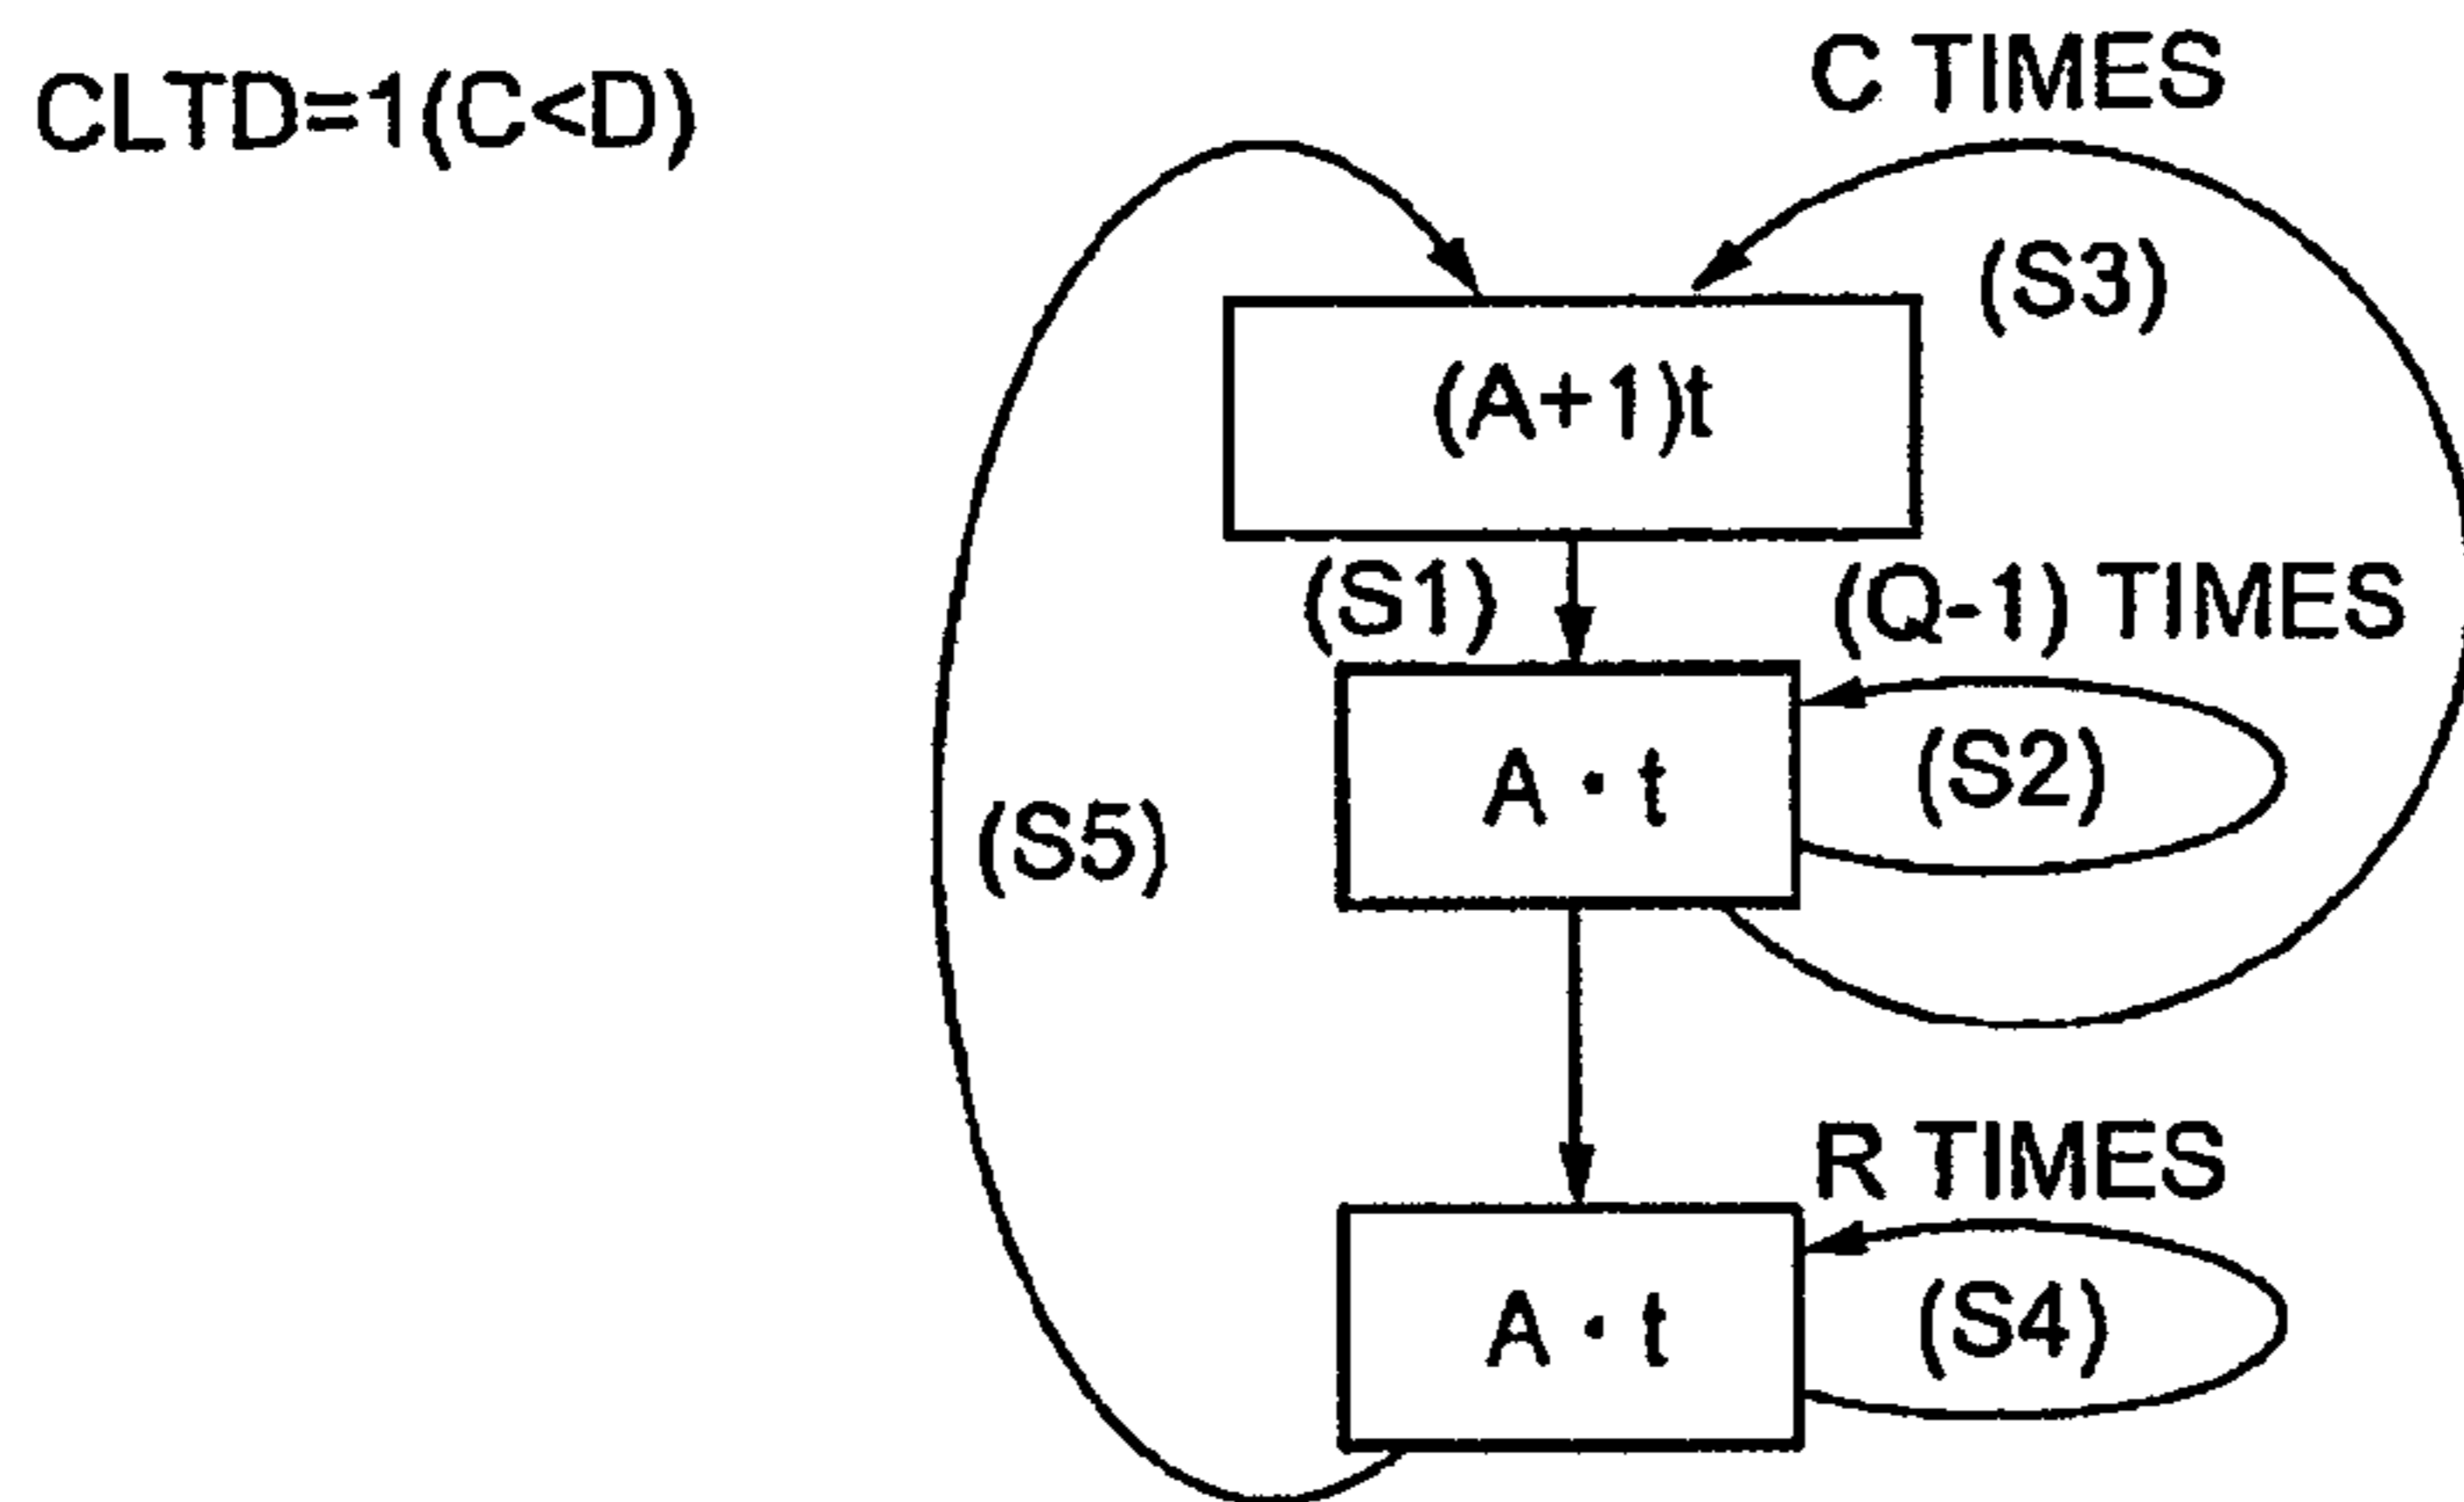 CLTD=1(C<D)
C TIMES
(S3)
(A+1)t
(S1)
(Q-1) TIMES
A・t
(S2)
(S5)
R TIMES
A・t
(S4)